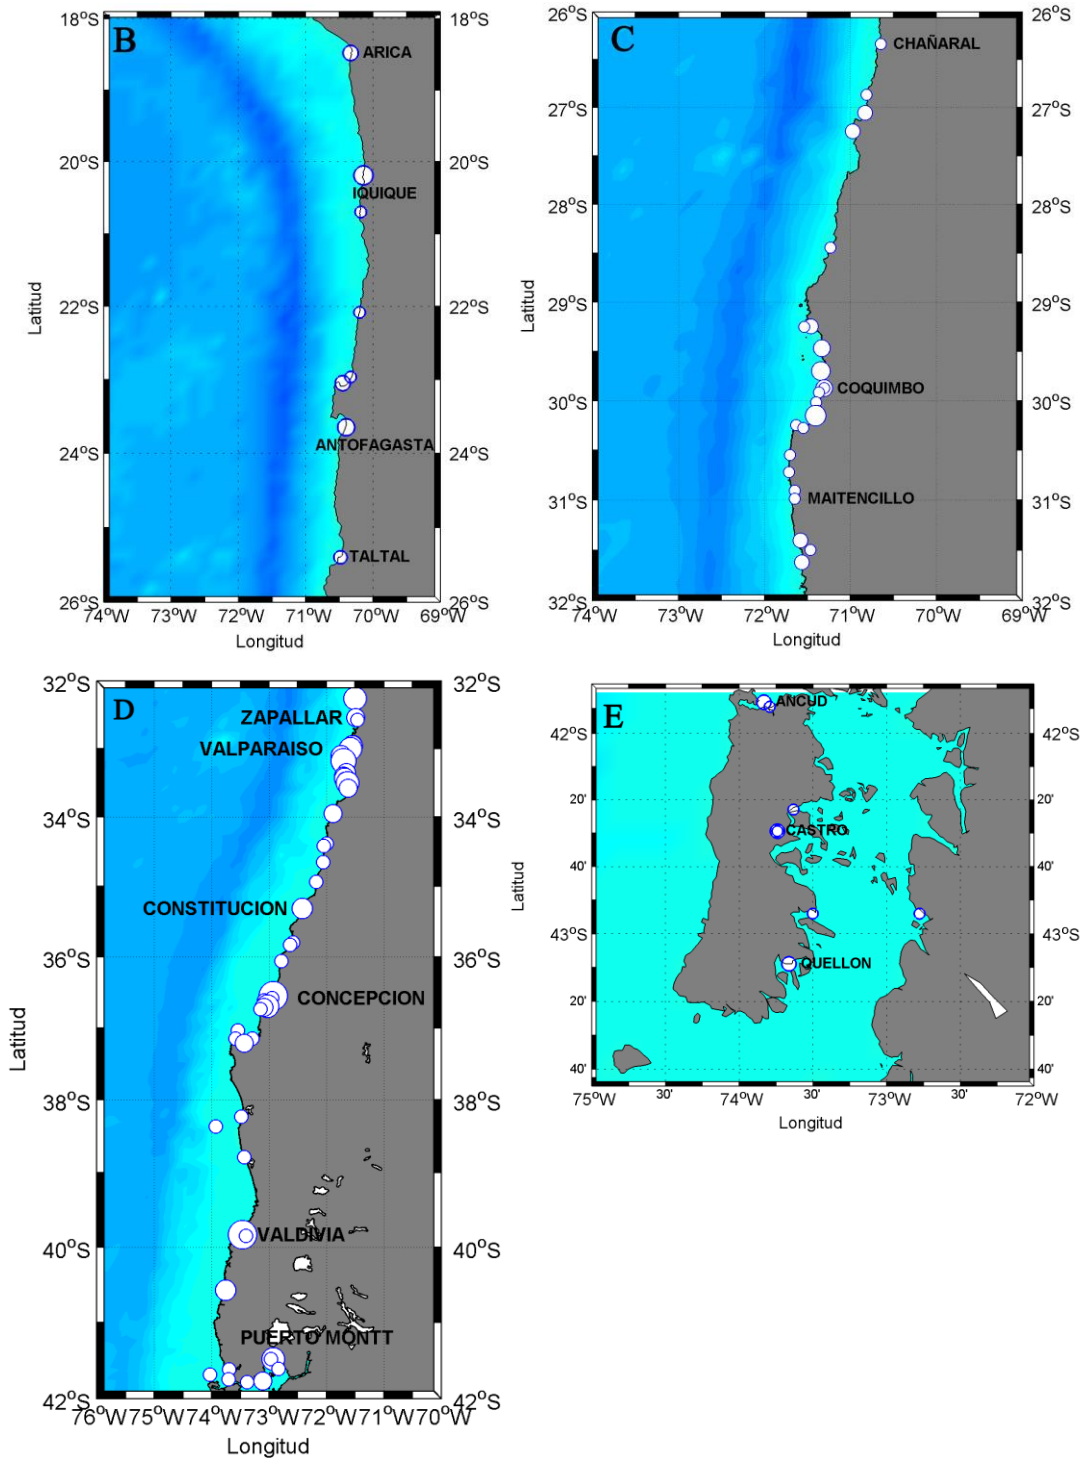 B
18°S
18°S
ARICA
20°S
20°S
IQUIQUE
22°S
22°S
Latitud
ANTOFAGASTA
24°S
24°S
TALTAL
26°S
26°S
74°W
73°W
72°W
71°W
70°W
69°W
Longitud
C
26°S
26°S
CHAÑARAL
27°S
27°S
28°S
28°S
29°S
29°S
Latitud
COQUIMBO
30°S
30°S
MAITENCILLO
31°S
31°S
32°S
32°S
74°W
73°W
72°W
71°W
70°W
69°W
Longitud
D
32°S
32°S
ZAPALLAR
VALPARAISO
34°S
34°S
CONSTITUCION
36°S
36°S
CONCEPCION
Latitud
38°S
38°S
VALDIVIA
40°S
40°S
PUERTO MONTT
42°S
42°S
76°W
75°W
74°W
73°W
72°W
71°W
70°W
Longitud
E
ANCUD
42°S
42°S
20'
20'
CASTRO
40'
40'
Latitud
43°S
43°S
QUELLON
20'
20'
40'
40'
75°W
30'
74°W
30'
73°W
30'
72°W
Longitud